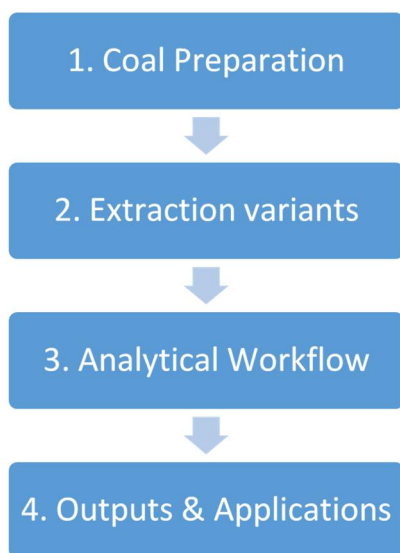 1. Coal Preparation
2. Extraction variants
3. Analytical Workflow
4. Outputs & Applications